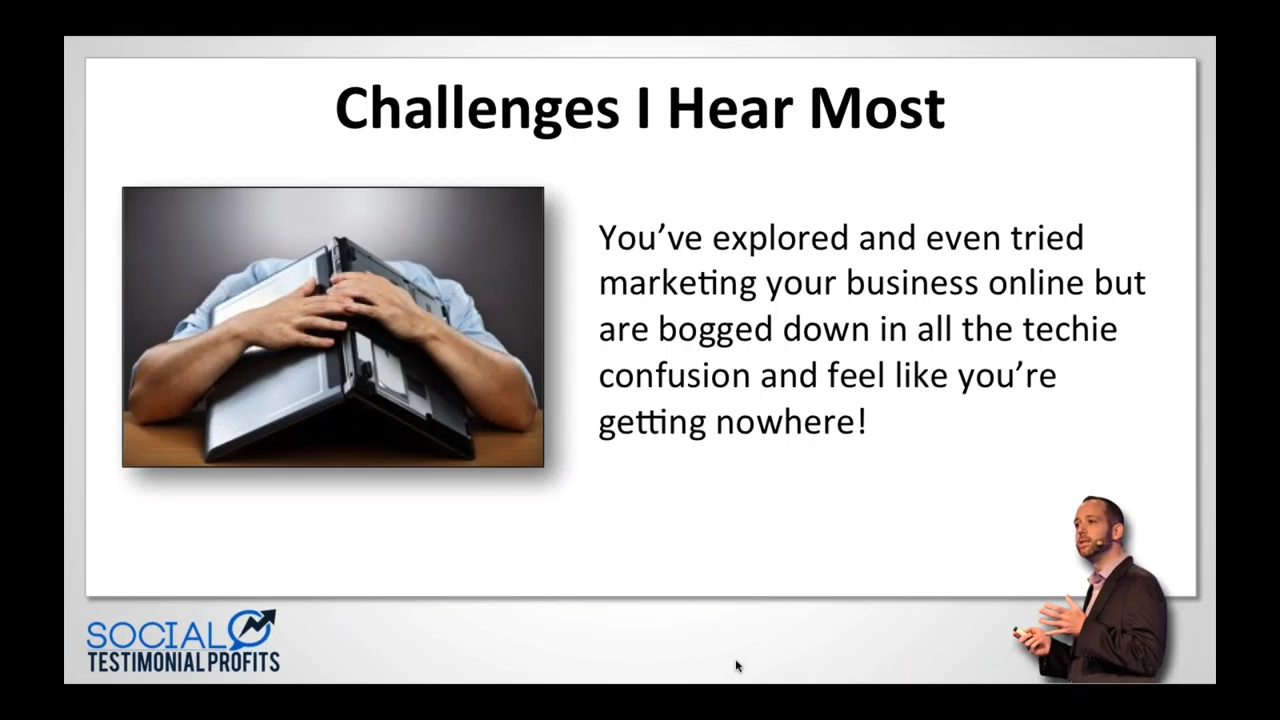 Challenges I Hear Most
You’ve explored and even tried
marketing your business online but
are bogged down in all the techie
confusion and feel like you’re
getting nowhere!
SOCIAL
TESTIMONIAL PROFITS